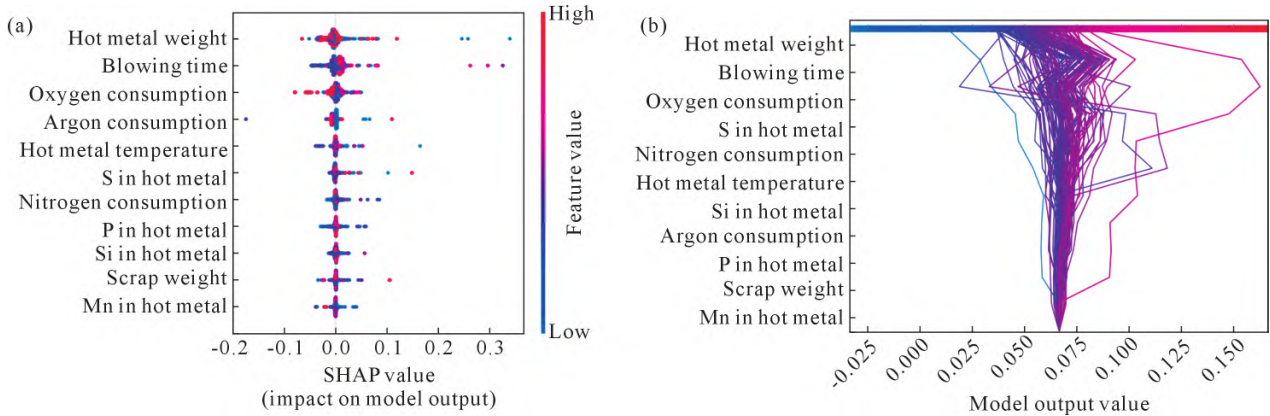 (a)
Hot metal weight
Blowing time
Oxygen consumption
Argon consumption
Hot metal temperature
S in hot metal
Nitrogen consumption
P in hot metal
Si in hot metal
Scrap weight
Mn in hot metal
-0.2
-0.1
0.0
0.1
0.2
0.3
SHAP value
(impact on model output)
High
Feature value
Low
(b)
Hot metal weight
Blowing time
Oxygen consumption
S in hot metal
Nitrogen consumption
Hot metal temperature
Si in hot metal
Argon consumption
P in hot metal
Scrap weight
Mn in hot metal
-0.025
0.000
0.025
0.050
0.075
0.100
0.125
0.150
Model output value